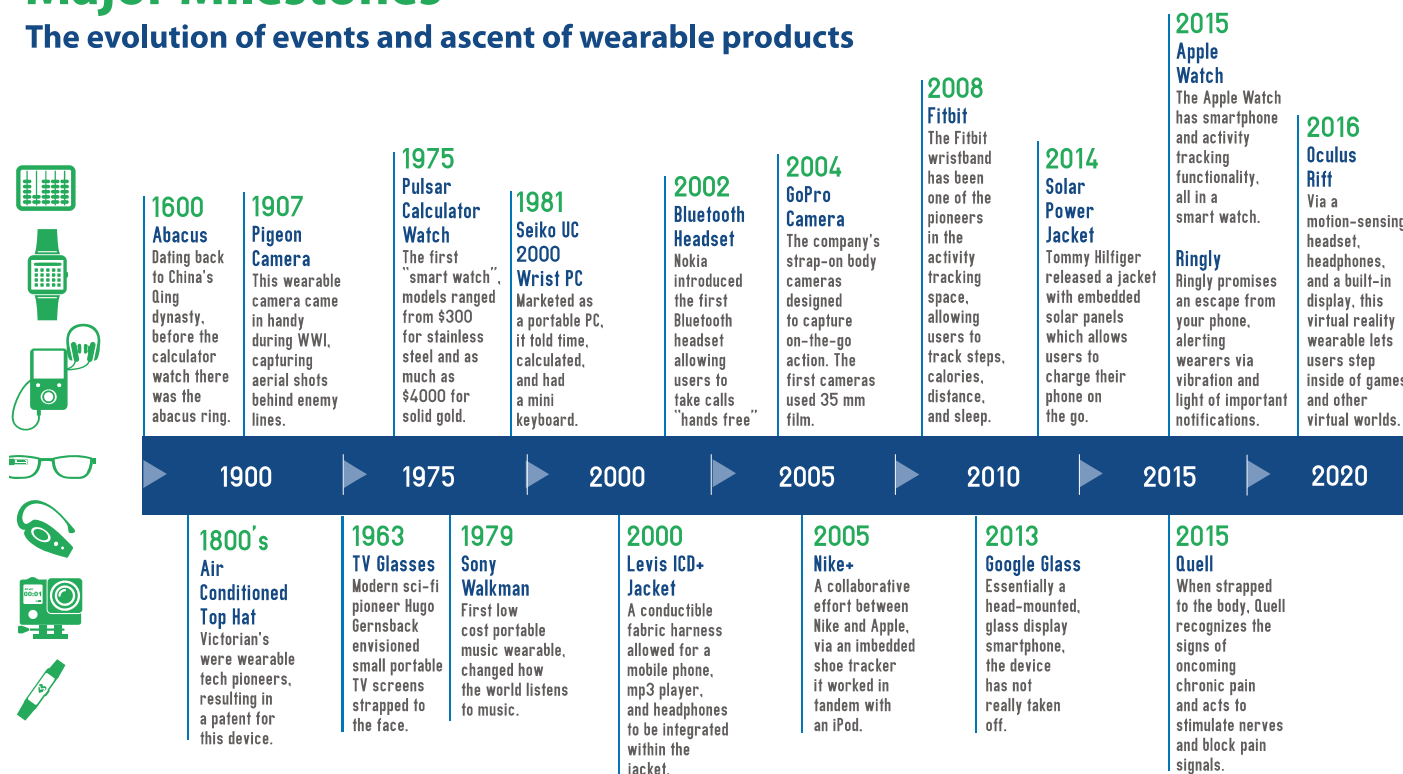 Major Milestones
The evolution of events and ascent of wearable products
1600
Abacus
Dating back
to China's
Qing
dynasty,
before the
calculator
watch there
was the
abacus ring.
1907
Pigeon
Camera
This wearable
camera came
in handy
during WWI,
capturing
aerial shots
behind enemy
lines.
1975
Pulsar
Calculator
Watch
The first
"smart watch",
models ranged
from $300
for stainless
steel and as
much as
$4000 for
solid gold.
1981
Seiko UC
2000
Wrist PC
Marketed as
a portable PC,
it told time,
calculated,
and had
a mini
keyboard.
2002
Bluetooth
Headset
Nokia
introduced
the first
Bluetooth
headset
allowing
users to
take calls
"hands free"
2004
GoPro
Camera
The company's
strap-on body
cameras
designed
to capture
on-the-go
action. The
first cameras
used 35 mm
film.
2008
Fitbit
The Fitbit
wristband
has been
one of the
pioneers
in the
activity
tracking
space,
allowing
users to
track steps,
calories,
distance,
and sleep.
2014
Solar
Power
Jacket
Tommy Hilfiger
released a jacket
with embedded
solar panels
which allows
users to
charge their
phone on
the go.
2015
Apple
Watch
The Apple Watch
has smartphone
and activity
tracking
functionality,
all in a
smart watch.
Ringly
Ringly promises
an escape from
your phone,
alerting
wearers via
vibration and
light of important
notifications.
2016
Oculus
Rift
Via a
motion-sensing
headset,
headphones,
and a built-in
display, this
virtual reality
wearable lets
users step
inside of games
and other
virtual worlds.
1900
1975
2000
2005
2010
2015
2020
1800's
Air
Conditioned
Top Hat
Victorian's
were wearable
tech pioneers,
resulting in
a patent for
this device.
1963
TV Glasses
Modern sci-fi
pioneer Hugo
Gernsback
envisioned
small portable
TV screens
strapped to
the face.
1979
Sony
Walkman
First low
cost portable
music wearable,
changed how
the world listens
to music.
2000
Levis ICD+
Jacket
A conductible
fabric harness
allowed for a
mobile phone,
mp3 player,
and headphones
to be integrated
within the
jacket.
2005
Nike+
A collaborative
effort between
Nike and Apple,
via an imbedded
shoe tracker
it worked in
tandem with
an iPod.
2013
Google Glass
Essentially a
head-mounted,
glass display
smartphone,
the device
has not
really taken
off.
2015
Quell
When strapped
to the body, Quell
recognizes the
signs of
oncoming
chronic pain
and acts to
stimulate nerves
and block pain
signals.
00:01